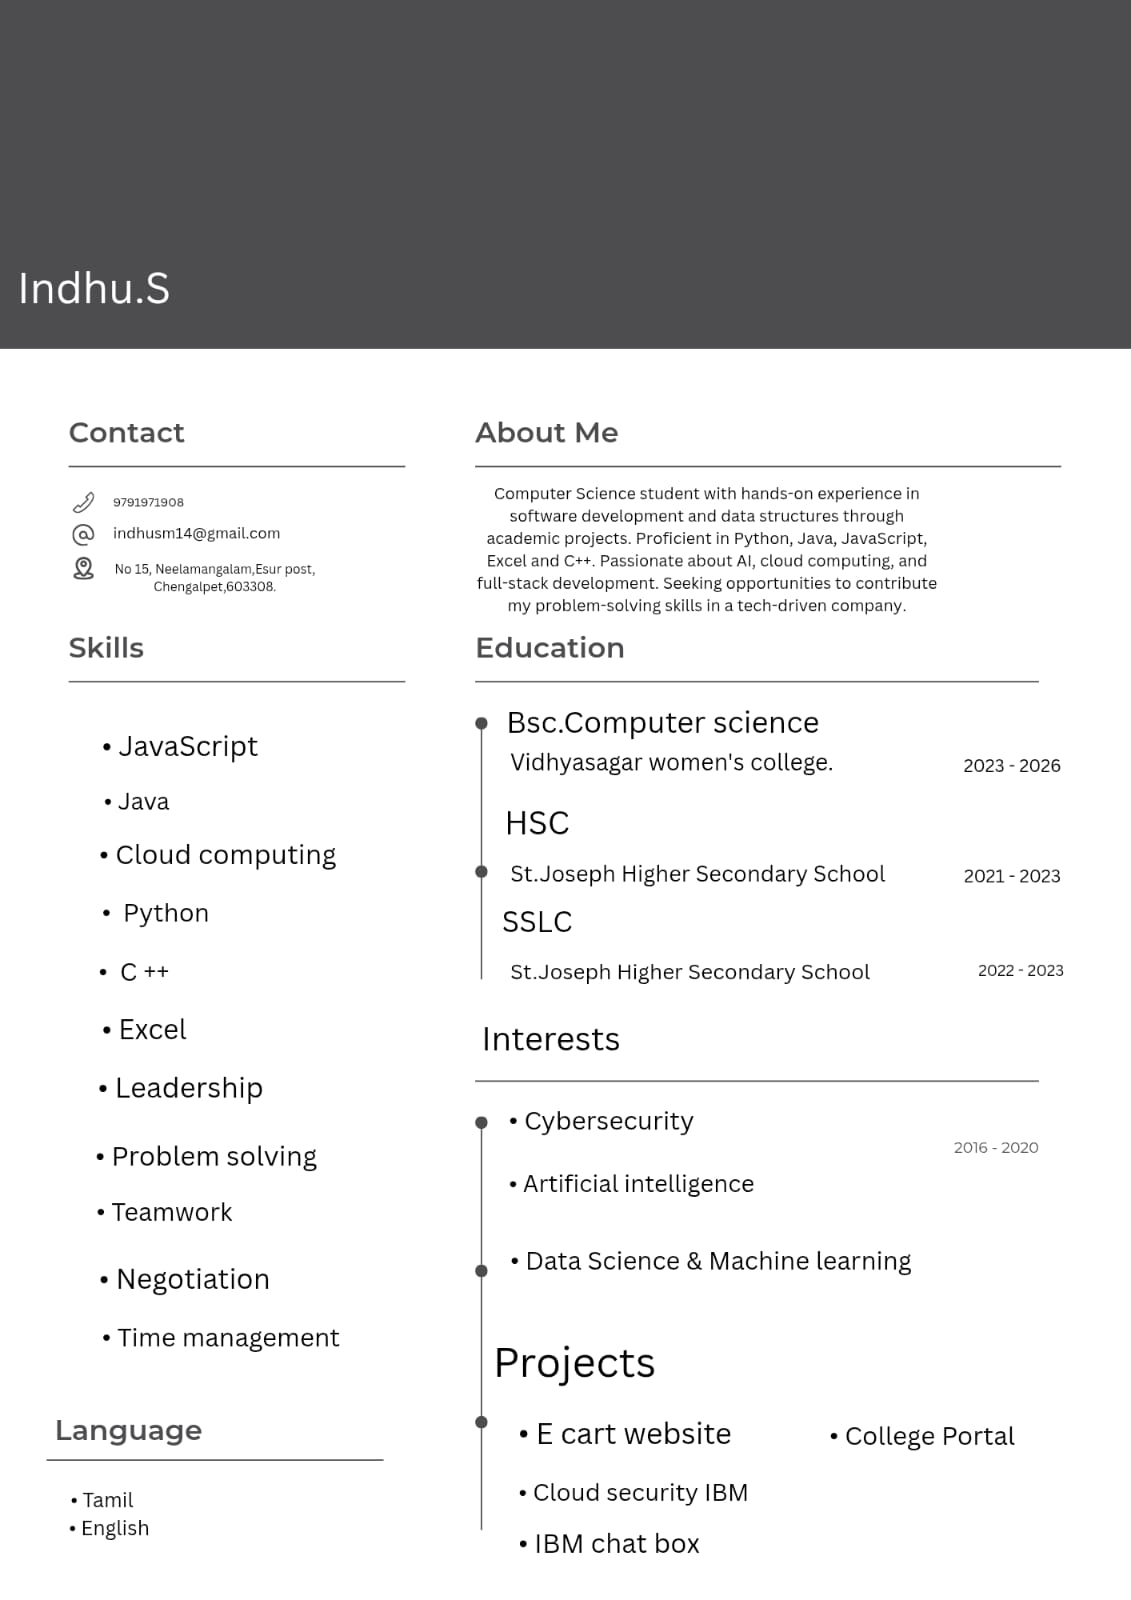 Indhu.S
Contact
9791971908
indhusm14@gmail.com
No 15, Neelamangalam,Esur post,
Chengalpet,603308.
Skills
• JavaScript
• Java
• Cloud computing
• Python
• C ++
• Excel
• Leadership
• Problem solving
• Teamwork
• Negotiation
• Time management
Language
• Tamil
• English
About Me
Computer Science student with hands-on experience in
software development and data structures through
academic projects. Proficient in Python, Java, JavaScript,
Excel and C++. Passionate about AI, cloud computing, and
full-stack development. Seeking opportunities to contribute
my problem-solving skills in a tech-driven company.
Education
Bsc.Computer science
Vidhyasagar women's college. 2023 - 2026
HSC
St.Joseph Higher Secondary School 2021 - 2023
SSLC
St.Joseph Higher Secondary School 2022 - 2023
Interests
• Cybersecurity
2016 - 2020
• Artificial intelligence
• Data Science & Machine learning
Projects
• E cart website • College Portal
• Cloud security IBM
• IBM chat box